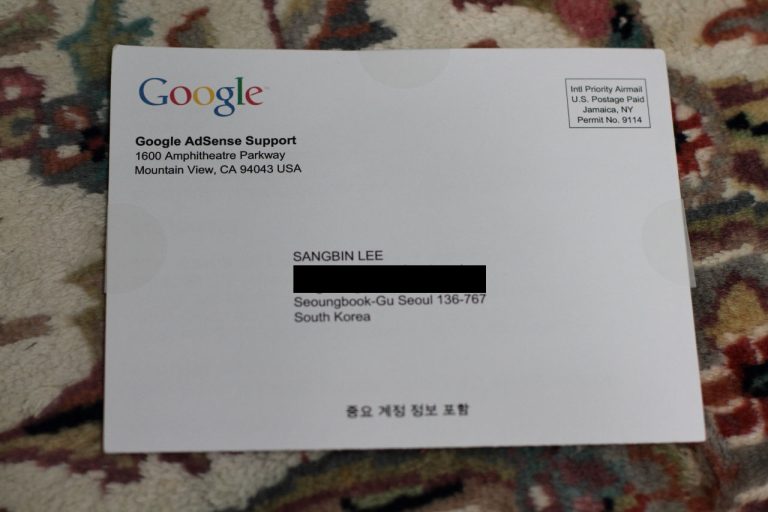 Google
Intl Priority Airmail
U.S. Postage Paid
Jamaica, NY
Permit No. 9114
Google AdSense Support
1600 Amphitheatre Parkway
Mountain View, CA 94043 USA
SANGBIN LEE
Seoungbook-Gu Seoul 136-767
South Korea
중요 계정 정보 포함